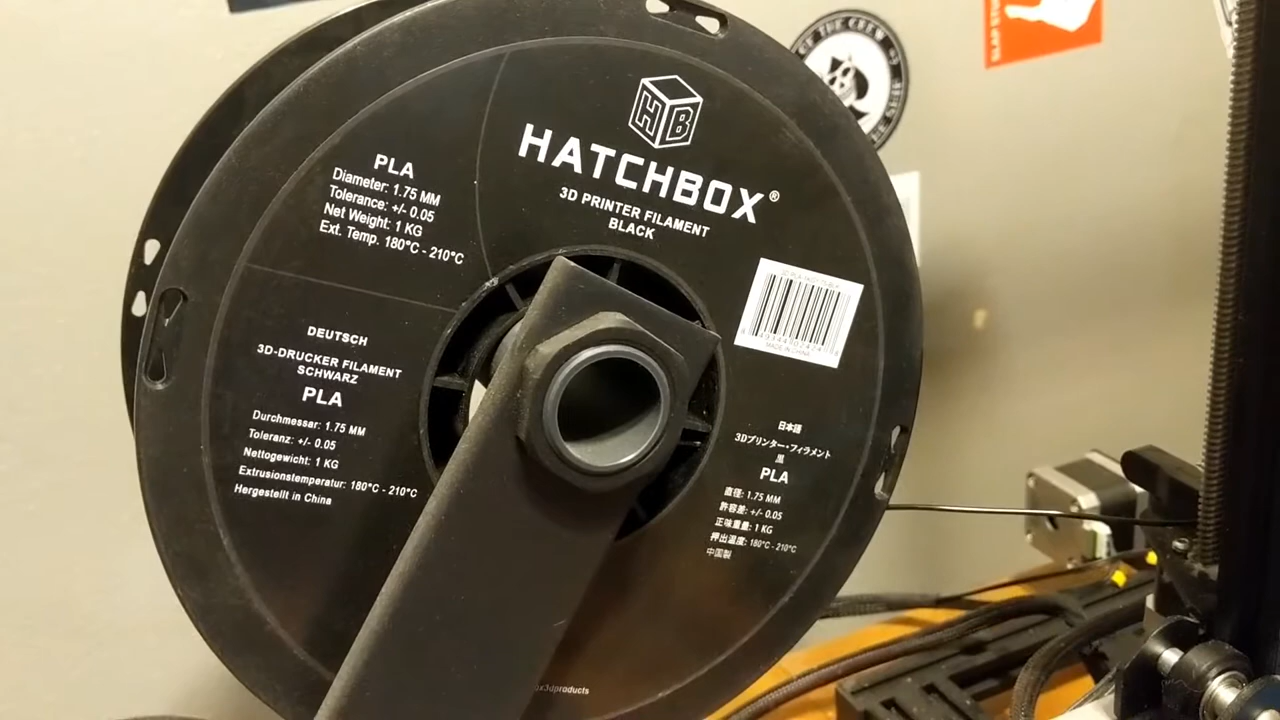 HB
HATCHBOX®
3D PRINTER FILAMENT
BLACK
PLA
Diameter: 1.75 MM
Tolerance: +/- 0.05
Net Weight: 1 KG
Ext. Temp. 180°C - 210°C
DEUTSCH
3D-DRUCKER FILAMENT
SCHWARZ
PLA
Durchmessar: 1.75 MM
Toleranz: +/- 0.05
Nettogewicht: 1 KG
Extrusionstemperatur: 180°C - 210°C
Hergestellt in China
MADE IN CHINA
日本語
3Dプリンター・フィラメント
黒
PLA
直径: 1.75 MM
許容差: +/- 0.05
正味重量: 1 KG
押出温度: 180°C - 210°C
中国製
THE CREW
SLAP